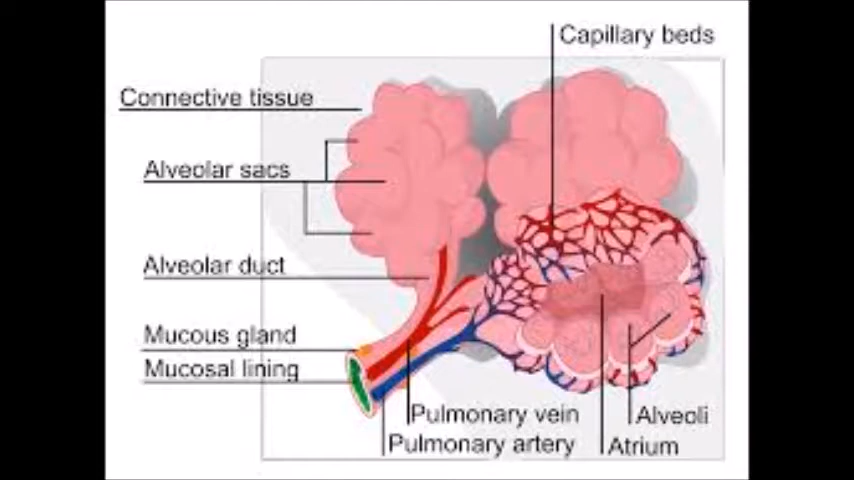 Capillary beds
Connective tissue
Alveolar sacs
Alveolar duct
Mucous gland
Mucosal lining
Pulmonary vein
Alveoli
Pulmonary artery
Atrium